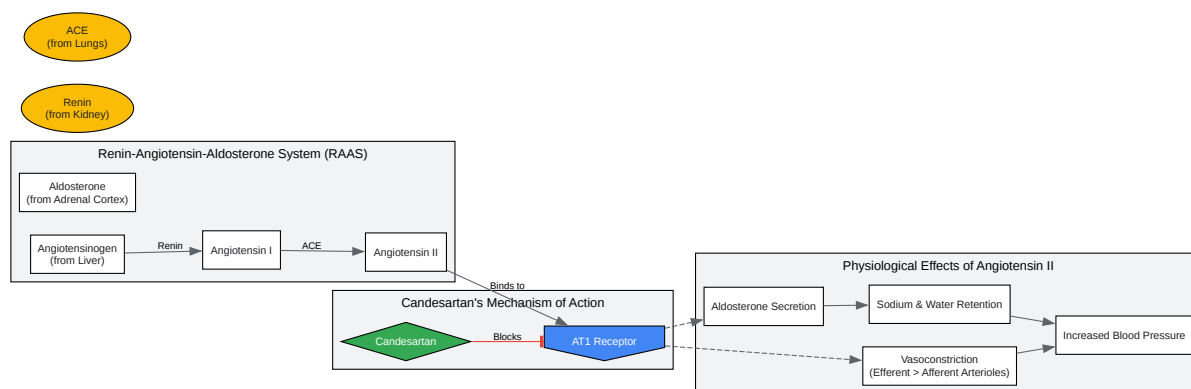 ACE
(from Lungs)
Renin
(from Kidney)
Renin-Angiotensin-Aldosterone System (RAAS)
Aldosterone
(from Adrenal Cortex)
Angiotensinogen
(from Liver)
Renin
Angiotensin I
ACE
Angiotensin II
Binds to
Candesartan's Mechanism of Action
Candesartan
Blocks
AT1 Receptor
Physiological Effects of Angiotensin II
Aldosterone Secretion
Sodium & Water Retention
Increased Blood Pressure
Vasoconstriction
(Efferent > Afferent Arterioles)